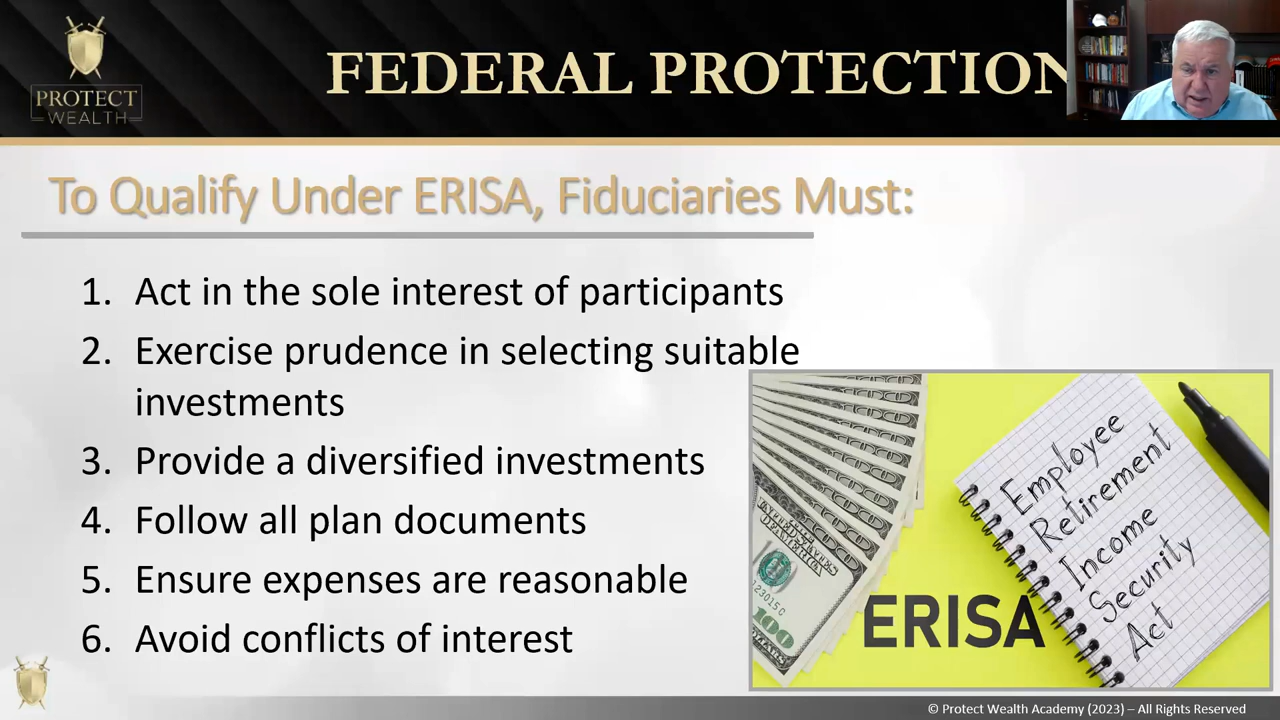 FEDERAL PROTECTION
PROTECT
WEALTH
To Qualify Under ERISA, Fiduciaries Must:
1. Act in the sole interest of participants
2. Exercise prudence in selecting suitable
investments
3. Provide a diversified investments
4. Follow all plan documents
5. Ensure expenses are reasonable
6. Avoid conflicts of interest
Employee
Retirement
Income
Security
Act
ERISA
100
© Protect Wealth Academy (2023) – All Rights Reserved